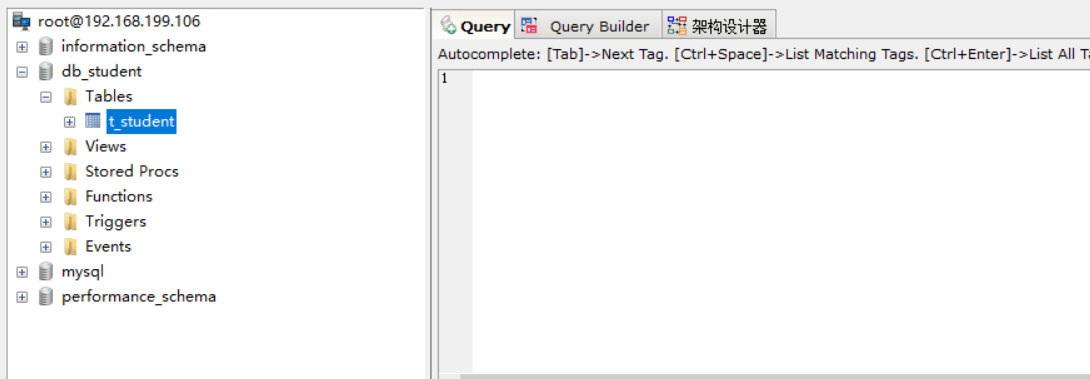 root@192.168.199.106
information_schema
db_student
Tables
t_student
Views
Stored Procs
Functions
Triggers
Events
mysql
performance_schema
Query Query Builder 架构设计器
Autocomplete: [Tab]->Next Tag. [Ctrl+Space]->List Matching Tags. [Ctrl+Enter]->List All Ta
1